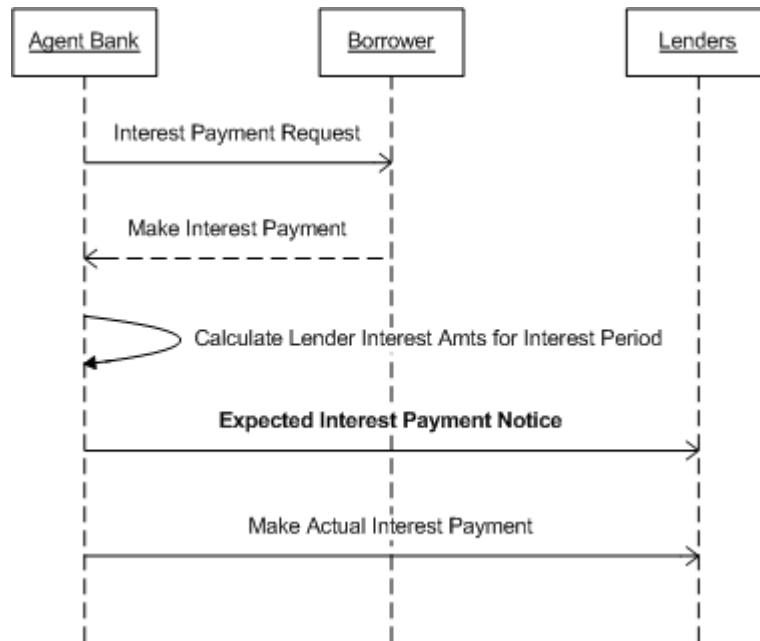 Agent Bank
Borrower
Lenders
Interest Payment Request
Make Interest Payment
Calculate Lender Interest Amts for Interest Period
Expected Interest Payment Notice
Make Actual Interest Payment